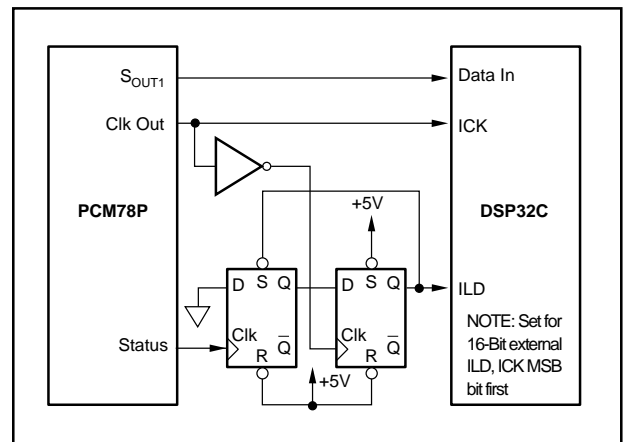 S_OUT1
Data In
Clk Out
ICK
PCM78P
DSP32C
+5V
D S Q
D S Q
ILD
Clk
Clk
Status
R Q̅
R Q̅
+5V
NOTE: Set for
16-Bit external
ILD, ICK MSB
bit first